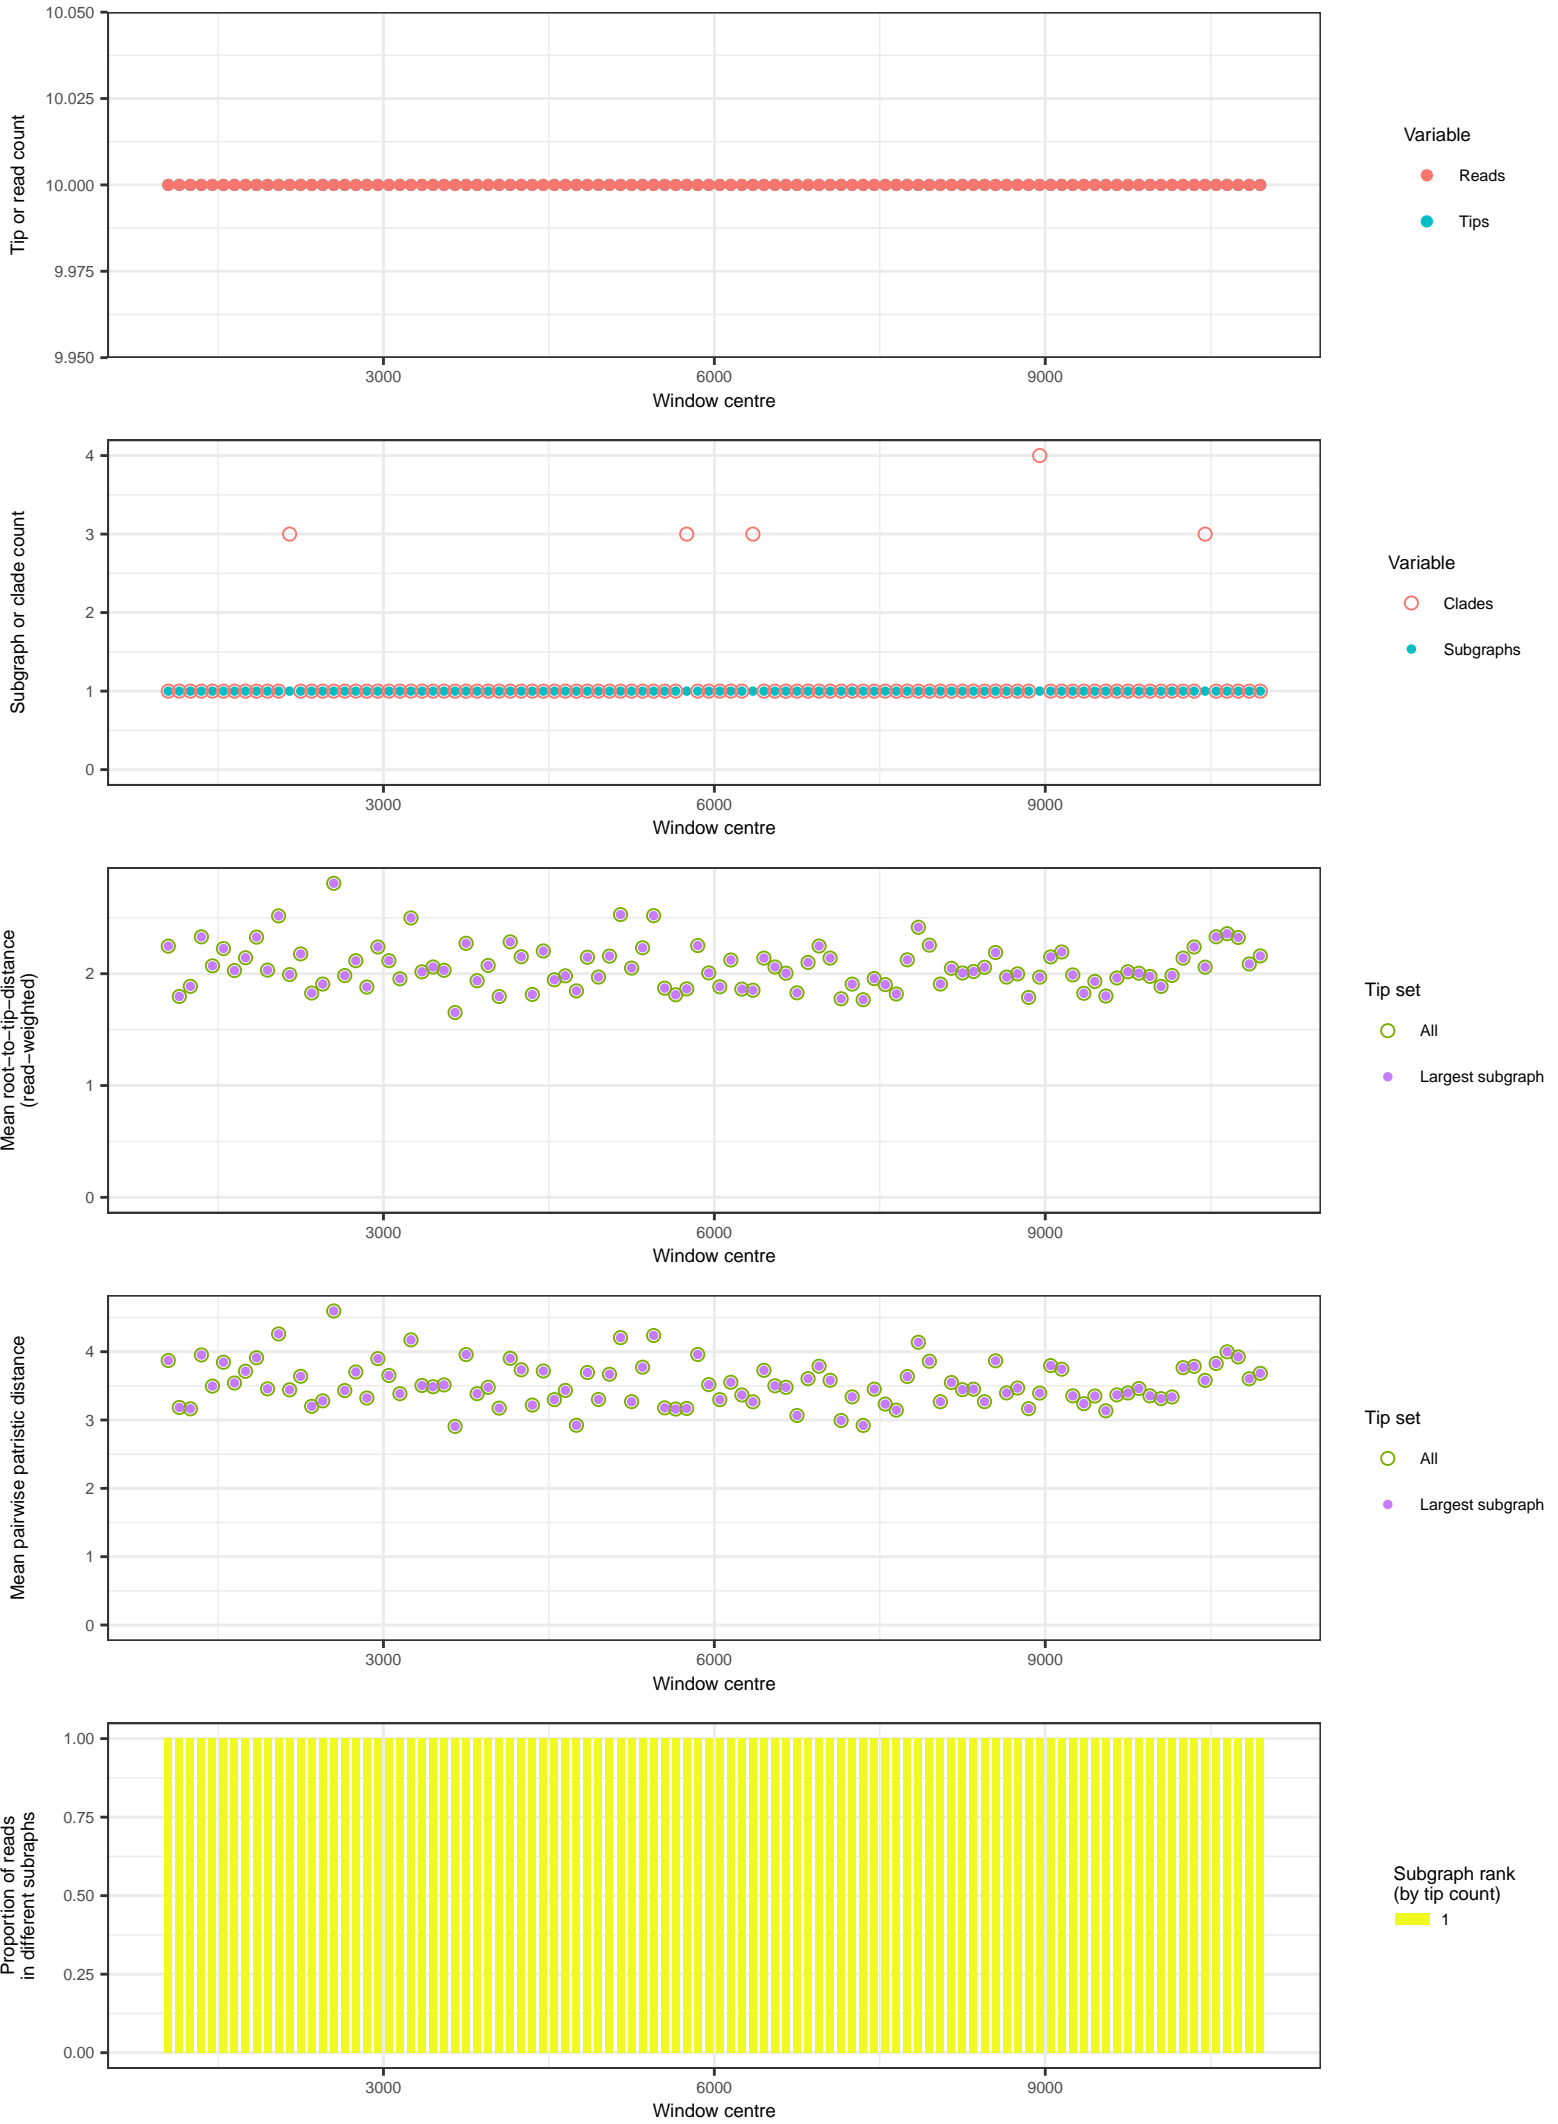 10.050
10.025
10.000
9.975
9.950
Tip or read count
3000
6000
9000
Window centre
Variable
Reads
Tips
4
3
2
1
0
Subgraph or clade count
3000
6000
9000
Window centre
Variable
Clades
Subgraphs
2
1
0
Mean root−to−tip−distance
(read−weighted)
3000
6000
9000
Window centre
Tip set
All
Largest subgraph
4
3
2
1
0
Mean pairwise patristic distance
3000
6000
9000
Window centre
Tip set
All
Largest subgraph
1.00
0.75
0.50
0.25
0.00
Proportion of reads
in different subraphs
3000
6000
9000
Window centre
Subgraph rank
(by tip count)
1